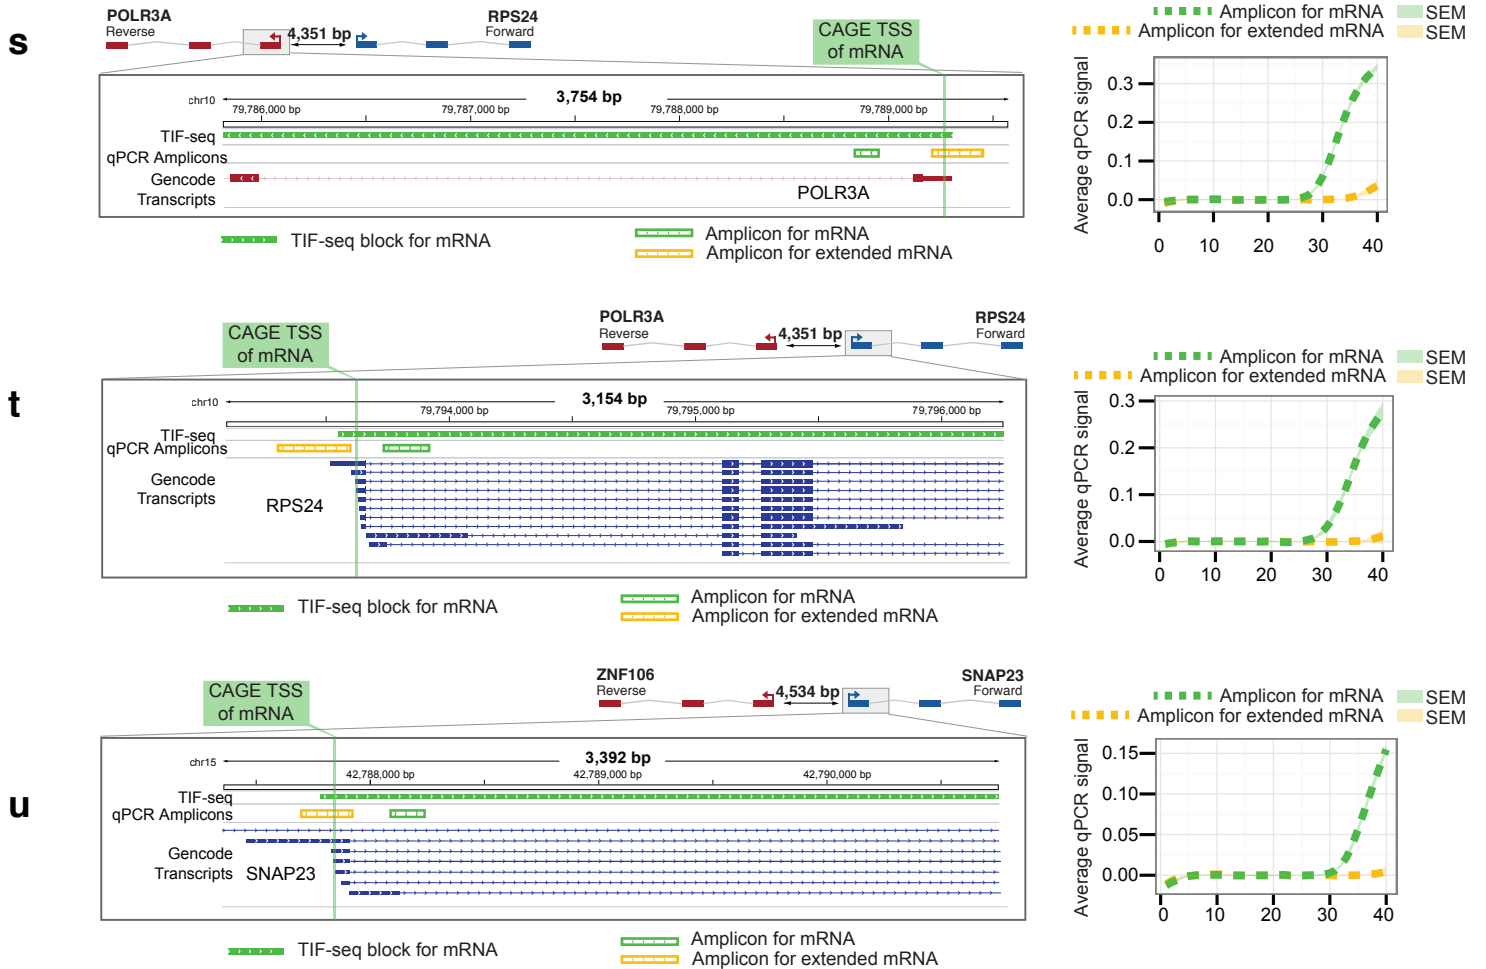 s
POLR3A
Reverse
4,351 bp
RPS24
Forward
CAGE TSS
of mRNA
chr10
3,754 bp
79,786,000 bp
79,787,000 bp
79,788,000 bp
79,789,000 bp
TIF-seq
qPCR Amplicons
Gencode
Transcripts
POLR3A
TIF-seq block for mRNA
Amplicon for mRNA
Amplicon for extended mRNA
Amplicon for mRNA
SEM
Amplicon for extended mRNA
SEM
Average qPCR signal
0.3
0.2
0.1
0.0
0 10 20 30 40
t
CAGE TSS
of mRNA
POLR3A
Reverse
4,351 bp
RPS24
Forward
chr10
3,154 bp
79,794,000 bp
79,795,000 bp
79,796,000 bp
TIF-seq
qPCR Amplicons
Gencode
Transcripts
RPS24
TIF-seq block for mRNA
Amplicon for mRNA
Amplicon for extended mRNA
Amplicon for mRNA
SEM
Amplicon for extended mRNA
SEM
Average qPCR signal
0.3
0.2
0.1
0.0
0 10 20 30 40
u
CAGE TSS
of mRNA
ZNF106
Reverse
4,534 bp
SNAP23
Forward
chr15
3,392 bp
42,788,000 bp
42,789,000 bp
42,790,000 bp
TIF-seq
qPCR Amplicons
Gencode
Transcripts
SNAP23
TIF-seq block for mRNA
Amplicon for mRNA
Amplicon for extended mRNA
Amplicon for mRNA
SEM
Amplicon for extended mRNA
SEM
Average qPCR signal
0.15
0.10
0.05
0.00
0 10 20 30 40